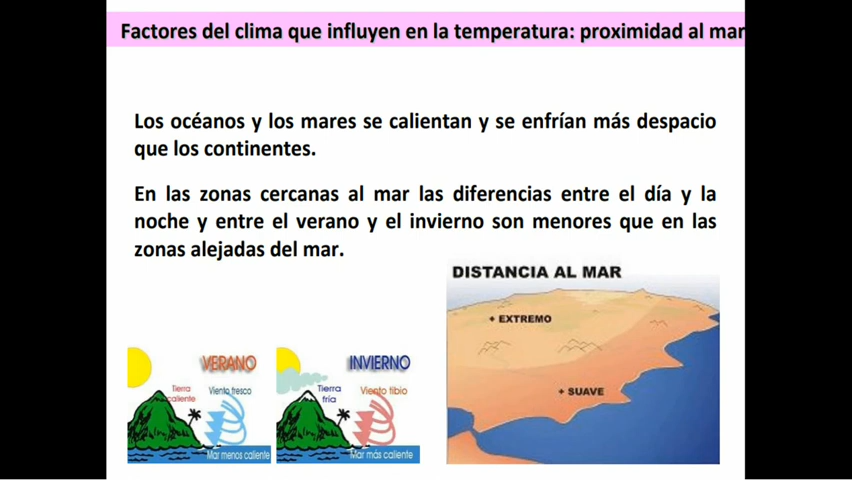 Factores del clima que influyen en la temperatura: proximidad al mar
Los océanos y los mares se calientan y se enfrían más despacio
que los continentes.
En las zonas cercanas al mar las diferencias entre el día y la
noche y entre el verano y el invierno son menores que en las
zonas alejadas del mar.
DISTANCIA AL MAR
+ EXTREMO
+ SUAVE
VERANO
Tierra
caliente
Viento fresco
Mar menos caliente
INVIERNO
Tierra
fría
Viento tibio
Mar más caliente